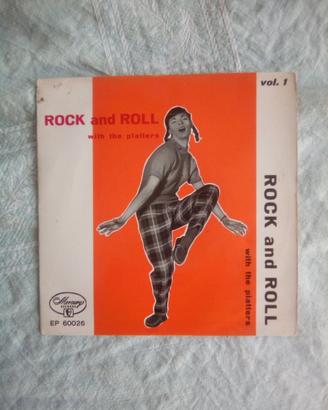 vol. 1
ROCK and ROLL
with the platters
ROCK and ROLL
with the platters
Mercury
EP 60026